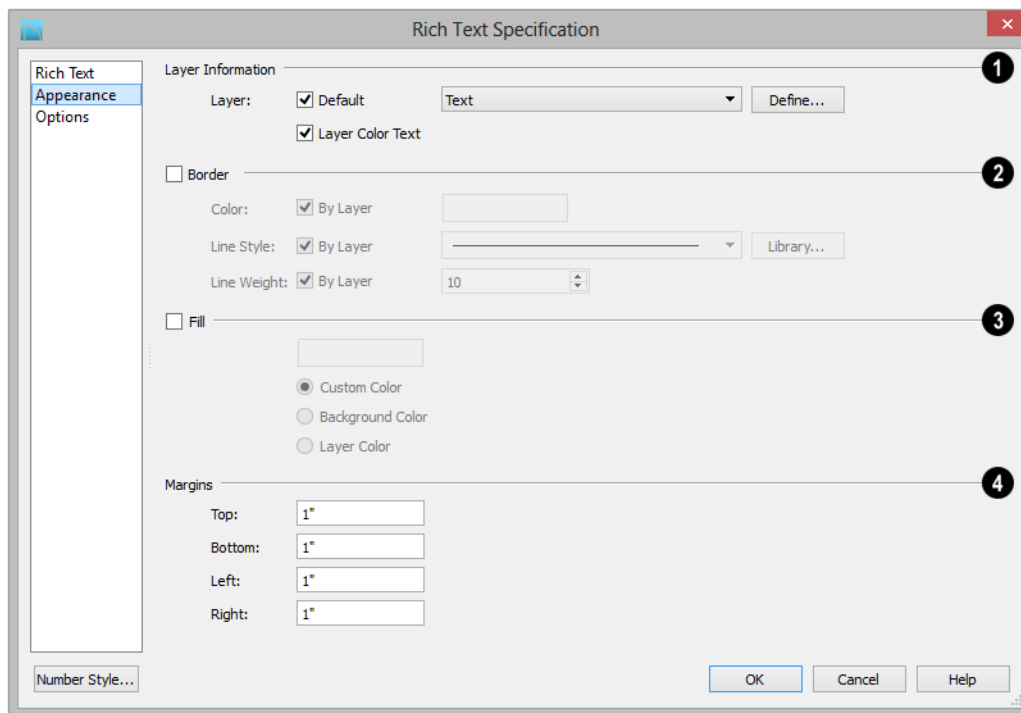 Rich Text Specification
Rich Text
Appearance
Options
Number Style...
Layer Information
1
Layer:
Default
Text
Define...
Layer Color Text
Border
2
Color:
By Layer
Line Style:
By Layer
Library...
Line Weight:
By Layer
10
Fill
3
Custom Color
Background Color
Layer Color
Margins
4
Top:
1"
Bottom:
1"
Left:
1"
Right:
1"
OK
Cancel
Help